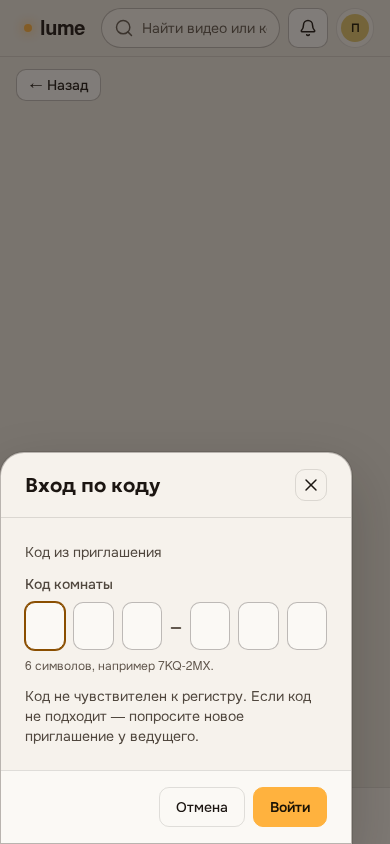 lume
Найти видео или к
П
← Назад
Вход по коду
Код из приглашения
Код комнаты
–
6 символов, например 7KQ-2MX.
Код не чувствителен к регистру. Если код
не подходит — попросите новое
приглашение у ведущего.
Отмена
Войти